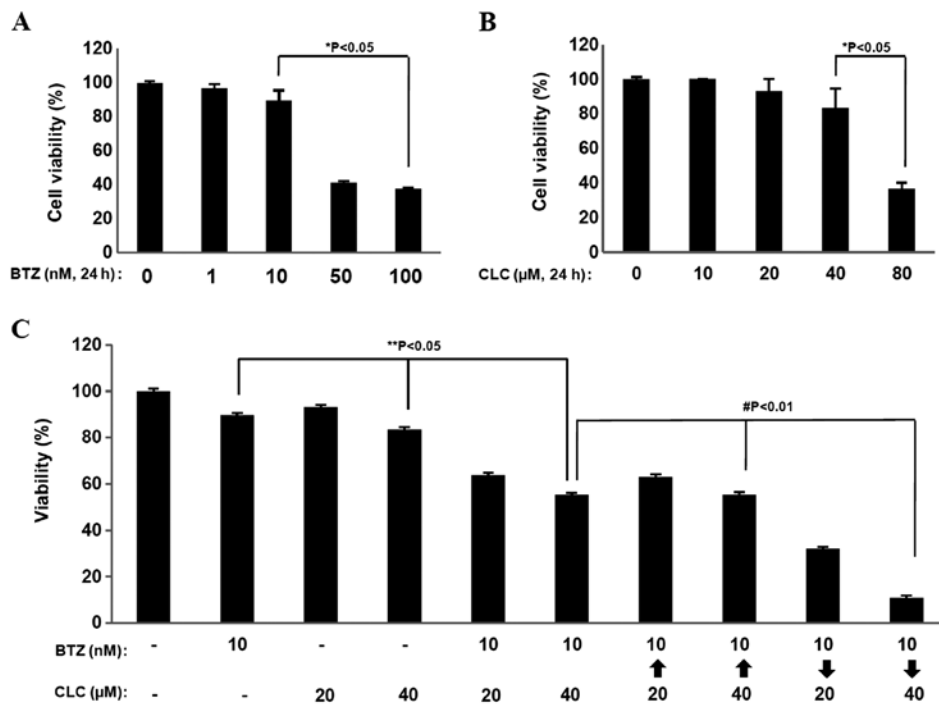 A
*P<0.05
Cell viability (%)
120
100
80
60
40
20
0
BTZ (nM, 24 h) : 0 1 10 50 100
B
*P<0.05
Cell viability (%)
120
100
80
60
40
20
0
CLC (µM, 24 h) : 0 10 20 40 80
C
**P<0.05
#P<0.01
Viability (%)
120
100
80
60
40
20
0
BTZ (nM): - 10 - - 10 10 10 10 10 10
CLC (µM): - - 20 40 20 40 20 40 20 40